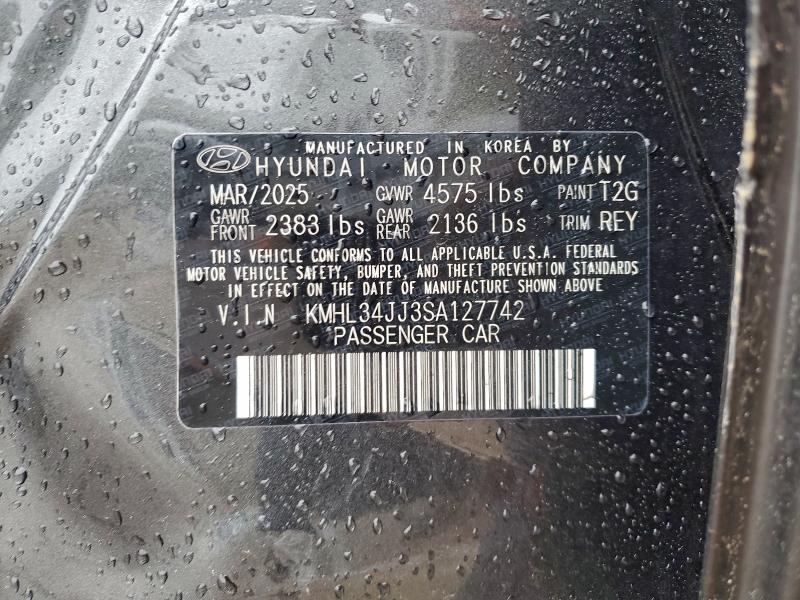 MANUFACTURED IN KOREA BY
HYUNDAI MOTOR COMPANY
MAR/2025 GVWR 4575 lbs PAINT T2G
GAWR FRONT 2383 lbs GAWR REAR 2136 lbs TRIM REY
THIS VEHICLE CONFORMS TO ALL APPLICABLE U.S.A. FEDERAL
MOTOR VEHICLE SAFETY, BUMPER, AND THEFT PREVENTION STANDARDS
IN EFFECT ON THE DATE OF MANUFACTURE SHOWN ABOVE
V.I.N KMHL34JJ3SA127742
PASSENGER CAR